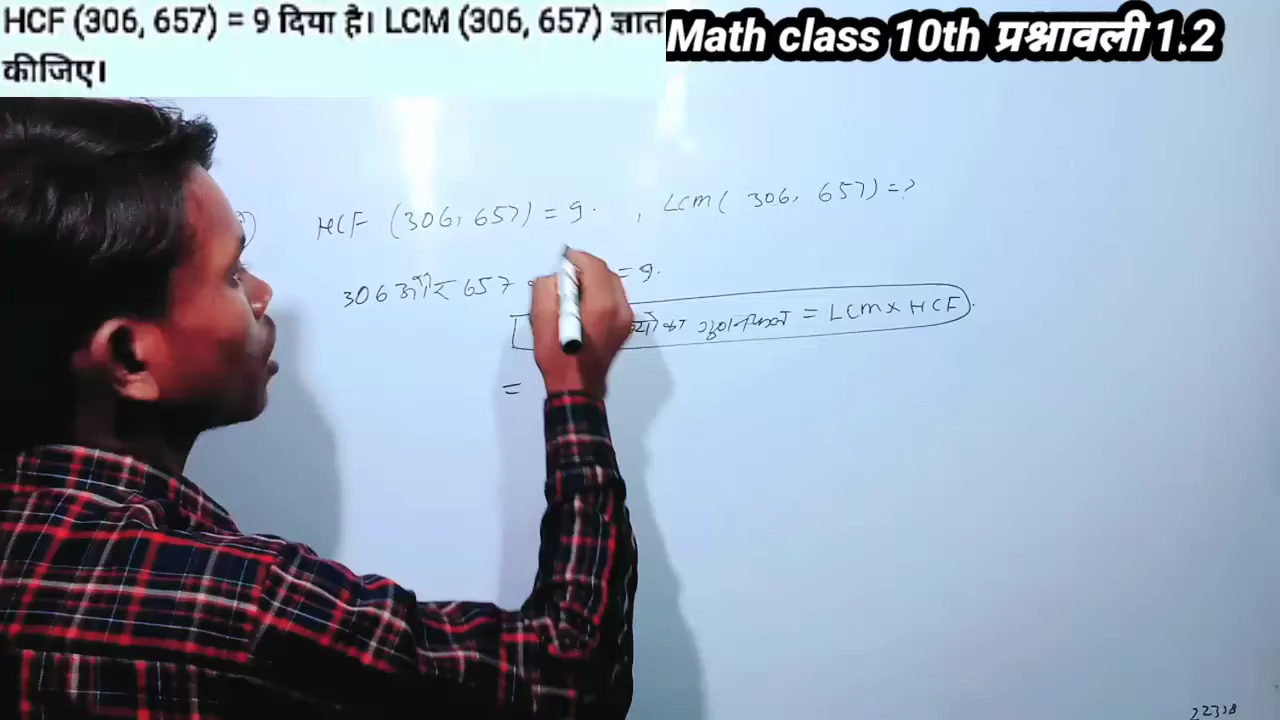 HCF (306, 657) = 9 दिया है। LCM (306, 657) ज्ञात
कीजिए।
Math class 10th प्रश्नावली 1.2
HCF (306, 657) = 9. , LCM ( 306, 657) = ?
306 और 657 = 9.
का गुणनफल = LCM × HCF.
=
22338